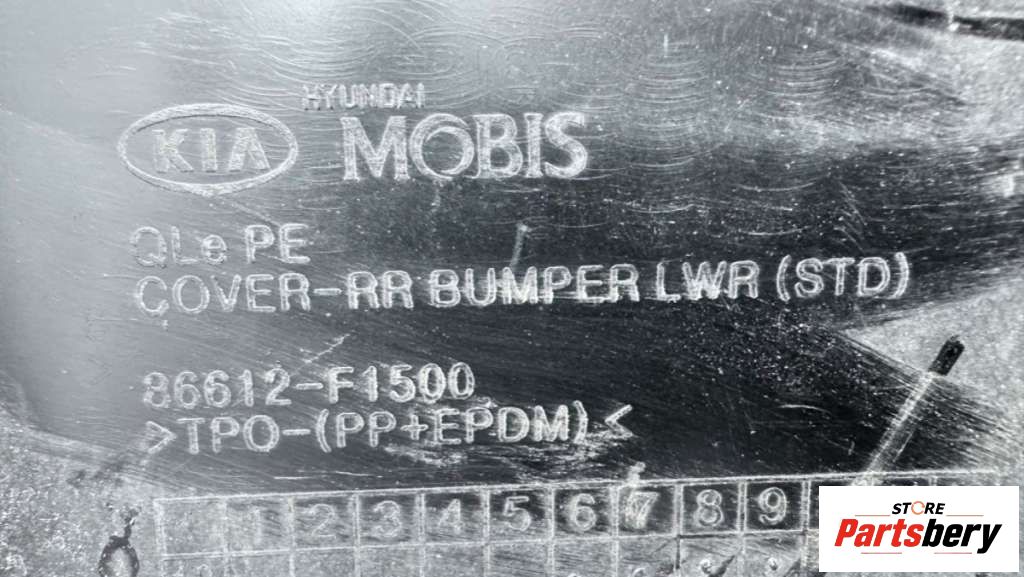 HYUNDAI
KIA MOBIS
QLe PE
COVER-RR BUMPER LWR (STD)
86612-F1500
>TPO-(PP+EPDM)<
1 2 3 4 5 6 7 8 9
STORE
Partsbery